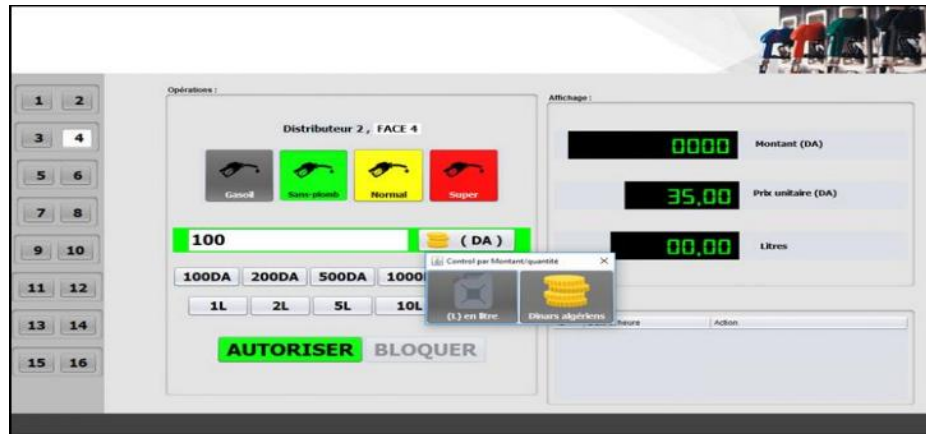 Opérations :
Affichage :
1 2
3 4
5 6
7 8
9 10
11 12
13 14
15 16
Distributeur 2 , FACE 4
Gasoil Sans-plomb Normal Super
100 ( DA )
100DA 200DA 500DA 1000
1L 2L 5L 10L
AUTORISER BLOQUER
Control par Montant/quantité
(L) en litre Dinars algériens
0000 Montant (DA)
35,00 Prix unitaire (DA)
00,00 Litres
heure Action